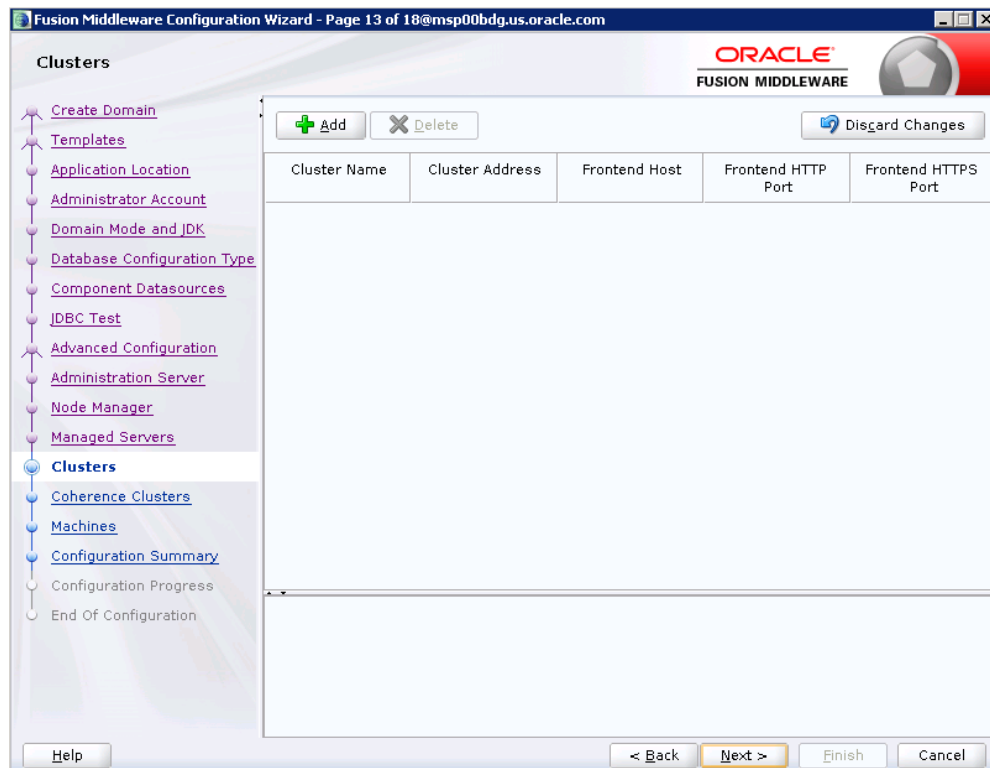 Fusion Middleware Configuration Wizard - Page 13 of 18@msp00bdg.us.oracle.com
Clusters
ORACLE
FUSION MIDDLEWARE
Create Domain
Templates
Application Location
Administrator Account
Domain Mode and JDK
Database Configuration Type
Component Datasources
JDBC Test
Advanced Configuration
Administration Server
Node Manager
Managed Servers
Clusters
Coherence Clusters
Machines
Configuration Summary
Configuration Progress
End Of Configuration
Add Delete Discard Changes
Cluster Name Cluster Address Frontend Host Frontend HTTP Port Frontend HTTPS Port
Help < Back Next > Finish Cancel